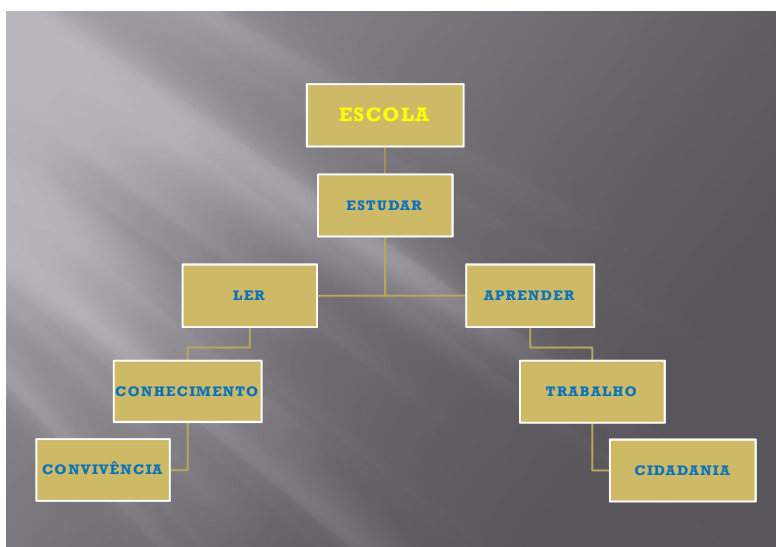 ESCOLA
ESTUDAR
LER
APRENDER
CONHECIMENTO
TRABALHO
CONVIVÊNCIA
CIDADANIA